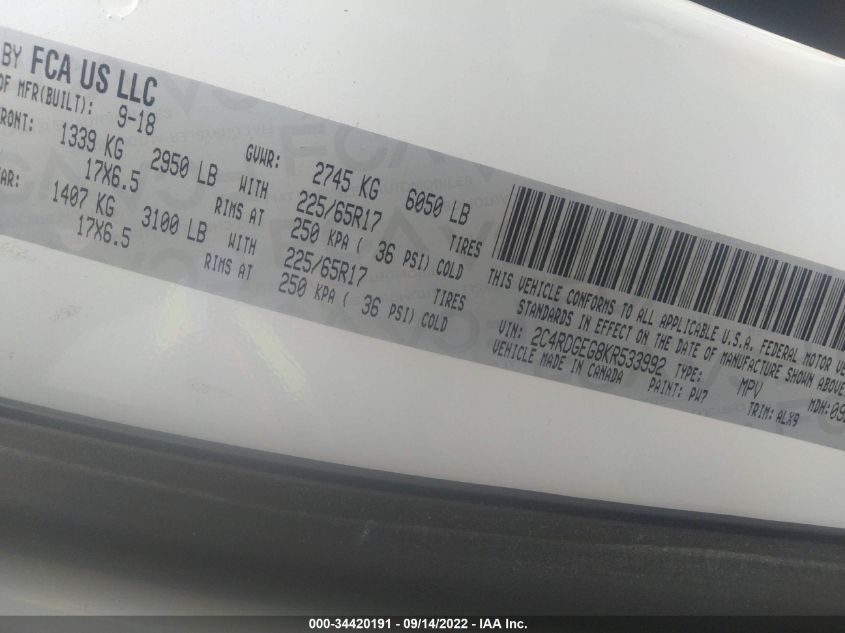 BY FCA US LLC
OF MFR(BUILT): 9-18
GVWR: 2745 KG 6050 LB
FRONT: 1339 KG 2950 LB WITH 225/65R17 TIRES
17X6.5 RIMS AT 250 KPA ( 36 PSI) COLD
EAR: 1407 KG 3100 LB WITH 225/65R17 TIRES
17X6.5 RIMS AT 250 KPA ( 36 PSI) COLD
THIS VEHICLE CONFORMS TO ALL APPLICABLE U.S.A. FEDERAL MOTOR VE
STANDARDS IN EFFECT ON THE DATE OF MANUFACTURE SHOWN ABOVE
VIN: 2C4RDGEG8KR533992 TYPE: MPV MDH:09
VEHICLE MADE IN CANADA PAINT: PW7 TRIM: ALX9
000-34420191 - 09/14/2022 - IAA Inc.